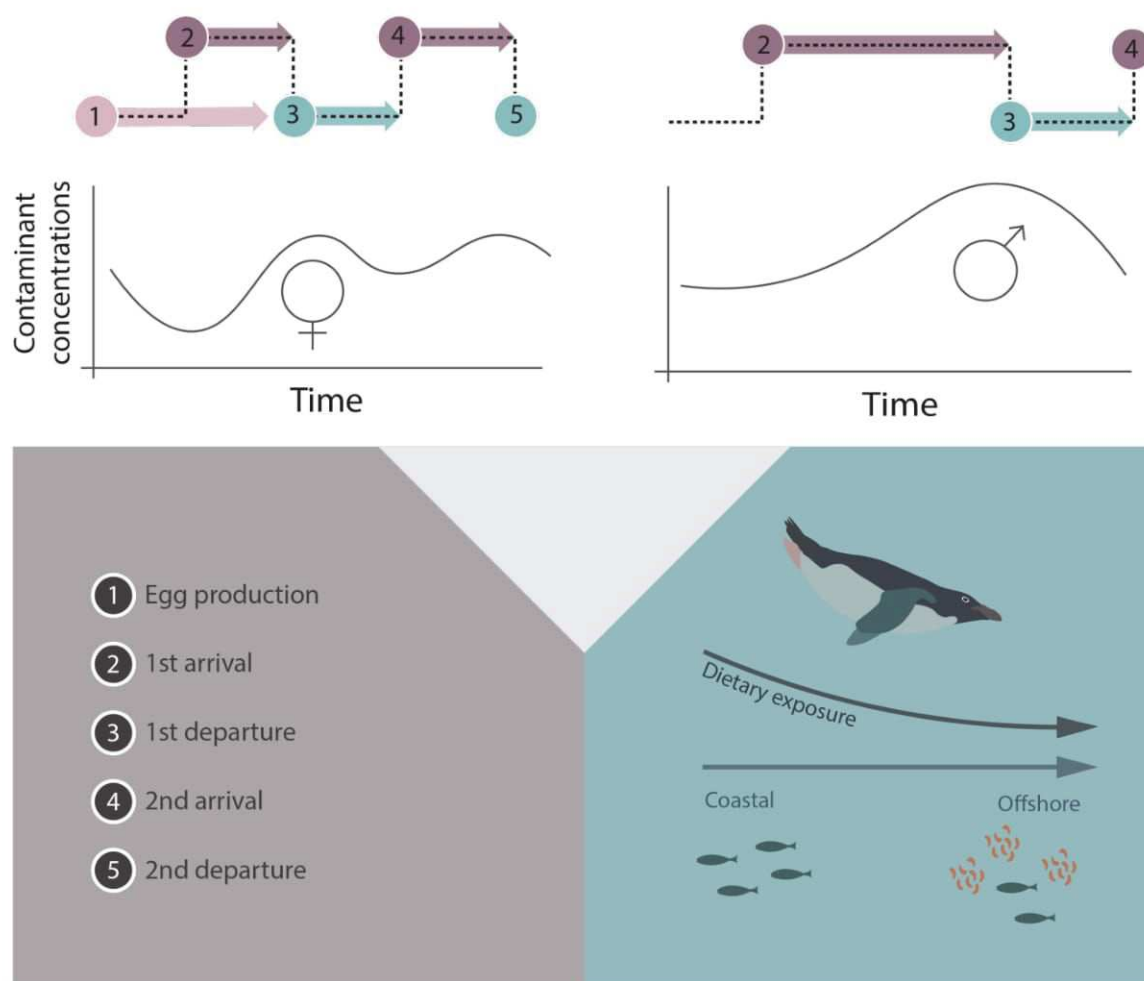 2
4
1
3
5
2
4
3
Contaminant
concentrations
Time
Time
1 Egg production
2 1st arrival
3 1st departure
4 2nd arrival
5 2nd departure
Dietary exposure
Coastal
Offshore